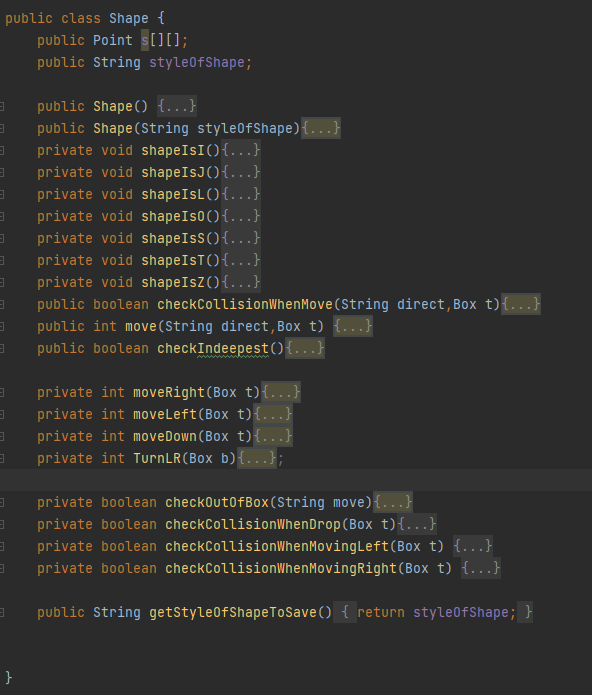 public class Shape {
public Point s[][];
public String styleOfShape;
public Shape() {...}
public Shape(String styleOfShape){...}
private void shapeIsI(){...}
private void shapeIsJ(){...}
private void shapeIsL(){...}
private void shapeIsO(){...}
private void shapeIsS(){...}
private void shapeIsT(){...}
private void shapeIsZ(){...}
public boolean checkCollisionWhenMove(String direct,Box t){...}
public int move(String direct,Box t) {...}
public boolean checkIndeepest(){...}
private int moveRight(Box t){...}
private int moveLeft(Box t){...}
private int moveDown(Box t){...}
private int TurnLR(Box b){...};
private boolean checkOutOfBox(String move){...}
private boolean checkCollisionWhenDrop(Box t){...}
private boolean checkCollisionWhenMovingLeft(Box t) {...}
private boolean checkCollisionWhenMovingRight(Box t) {...}
public String getStyleOfShapeToSave() { return styleOfShape; }
}